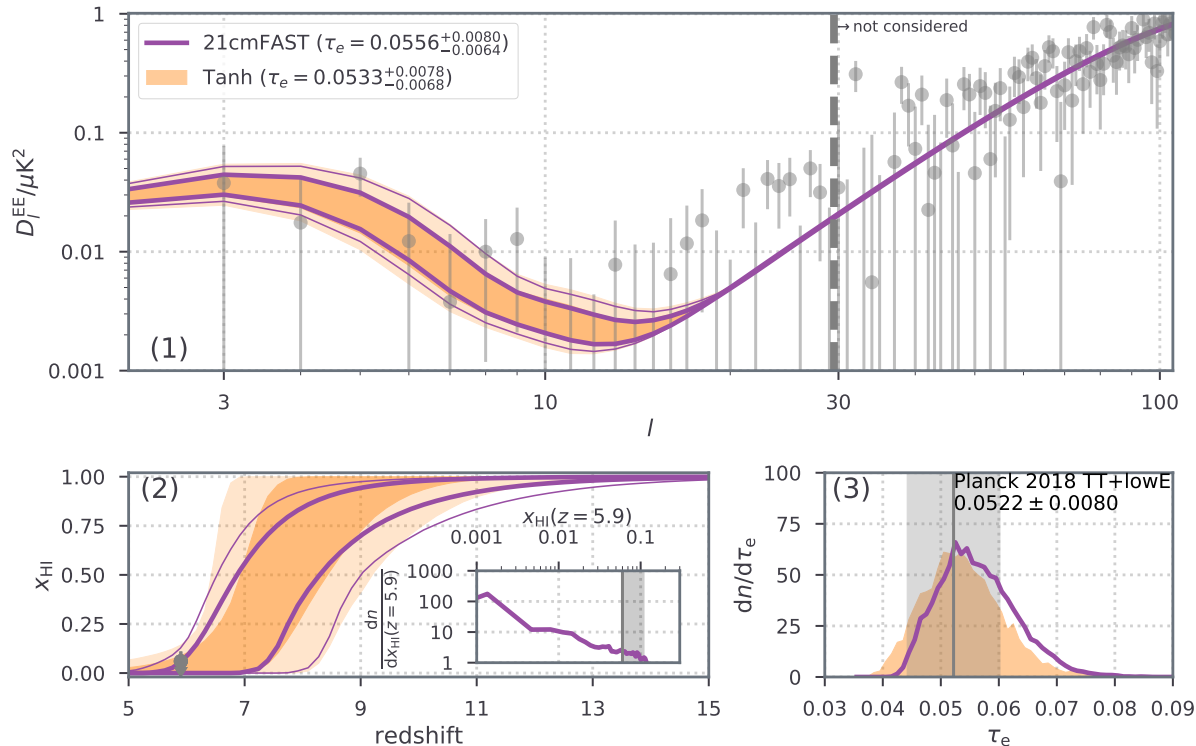 1
0.1
0.01
0.001
D_l^EE/μK²
21cmFAST (τ_e = 0.0556 +0.0080 −0.0064)
Tanh (τ_e = 0.0533 +0.0078 −0.0068)
→ not considered
(1)
3
10
30
100
l
1.00
0.75
0.50
0.25
0.00
x_HI
(2)
5
7
9
11
13
15
redshift
x_HI(z = 5.9)
0.001
0.01
0.1
1000
100
10
1
dn
dx_HI(z = 5.9)
100
75
50
25
0
dn/dτ_e
(3)
Planck 2018 TT+lowE
0.0522 ± 0.0080
0.03
0.04
0.05
0.06
0.07
0.08
0.09
τ_e